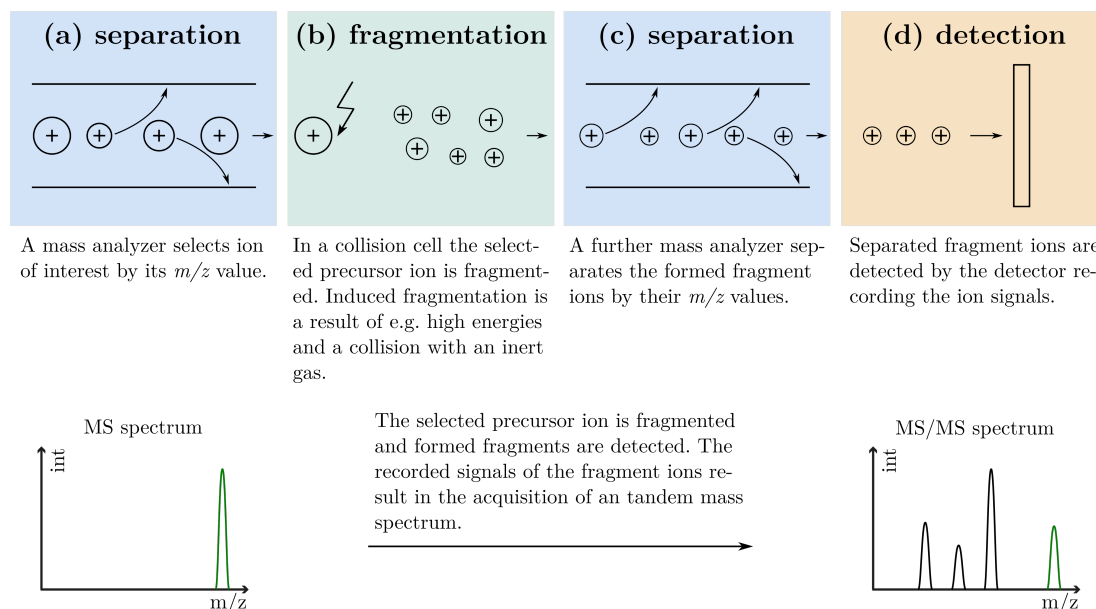 (a) separation
(b) fragmentation
(c) separation
(d) detection
A mass analyzer selects ion
of interest by its m/z value.
In a collision cell the select-
ed precursor ion is fragment-
ed. Induced fragmentation is
a result of e.g. high energies
and a collision with an inert
gas.
A further mass analyzer sep-
arates the formed fragment
ions by their m/z values.
Separated fragment ions are
detected by the detector re-
cording the ion signals.
MS spectrum
int
m/z
The selected precursor ion is fragmented
and formed fragments are detected. The
recorded signals of the fragment ions re-
sult in the acquisition of an tandem mass
spectrum.
MS/MS spectrum
int
m/z